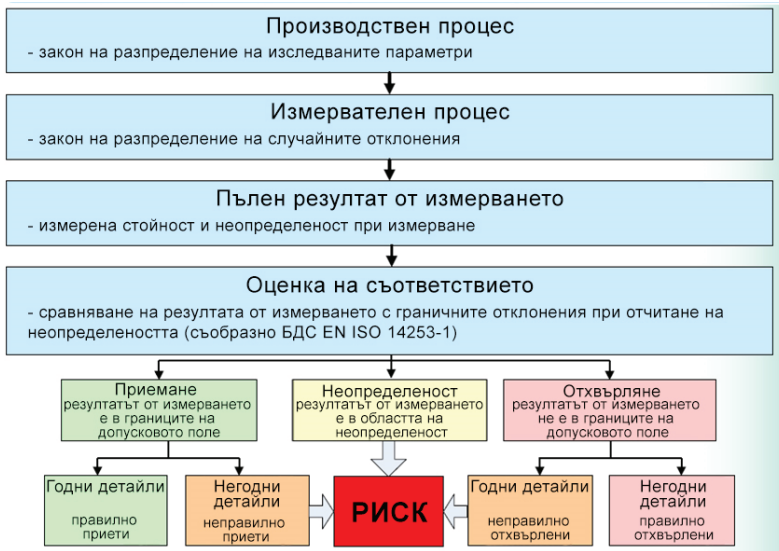 Производствен процес
- закон на разпределение на изследваните параметри
Измервателен процес
- закон на разпределение на случайните отклонения
Пълен резултат от измерването
- измерена стойност и неопределеност при измерване
Оценка на съответствието
- сравняване на резултата от измерването с граничните отклонения при отчитане на
неопределеността (съобразно БДС EN ISO 14253-1)
Приемане
резултатът от измерването
е в границите на
допусковото поле
Неопределеност
резултатът от измерването
е в областта на
неопределеност
Отхвърляне
резултатът от измерването
не е в границите на
допусковото поле
Годни детайли
правилно
приети
Негодни
детайли
неправилно
приети
РИСК
Годни детайли
неправилно
отхвърлени
Негодни
детайли
правилно
отхвърлени